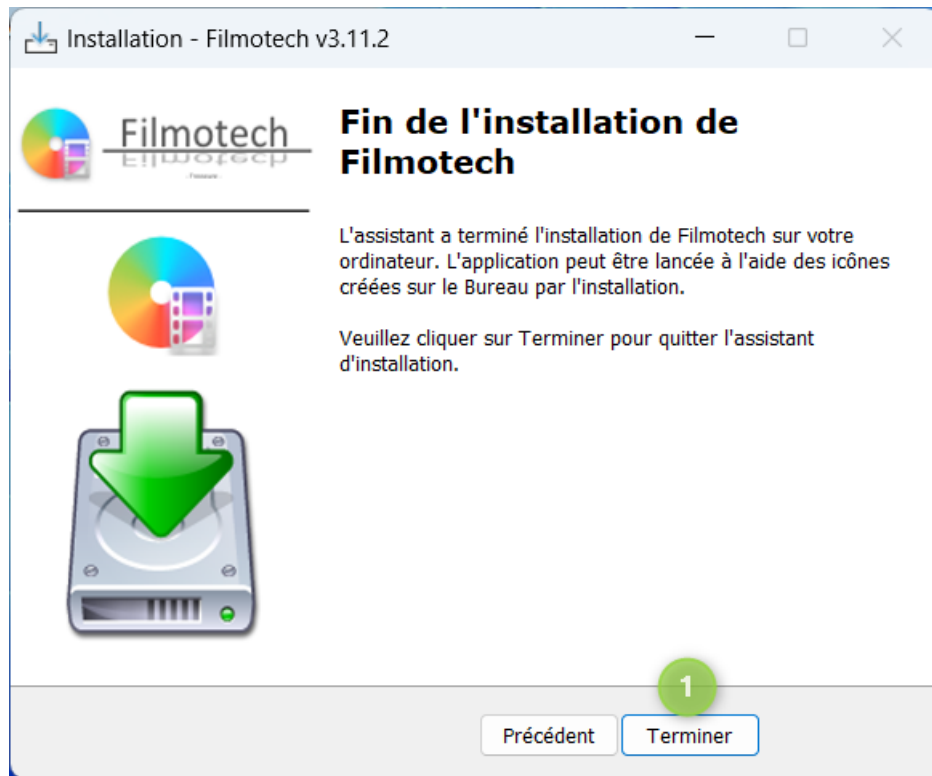 Installation - Filmotech v3.11.2
Filmotech
Fin de l'installation de
Filmotech
L'assistant a terminé l'installation de Filmotech sur votre
ordinateur. L'application peut être lancée à l'aide des icônes
créées sur le Bureau par l'installation.
Veuillez cliquer sur Terminer pour quitter l'assistant
d'installation.
1
Précédent
Terminer